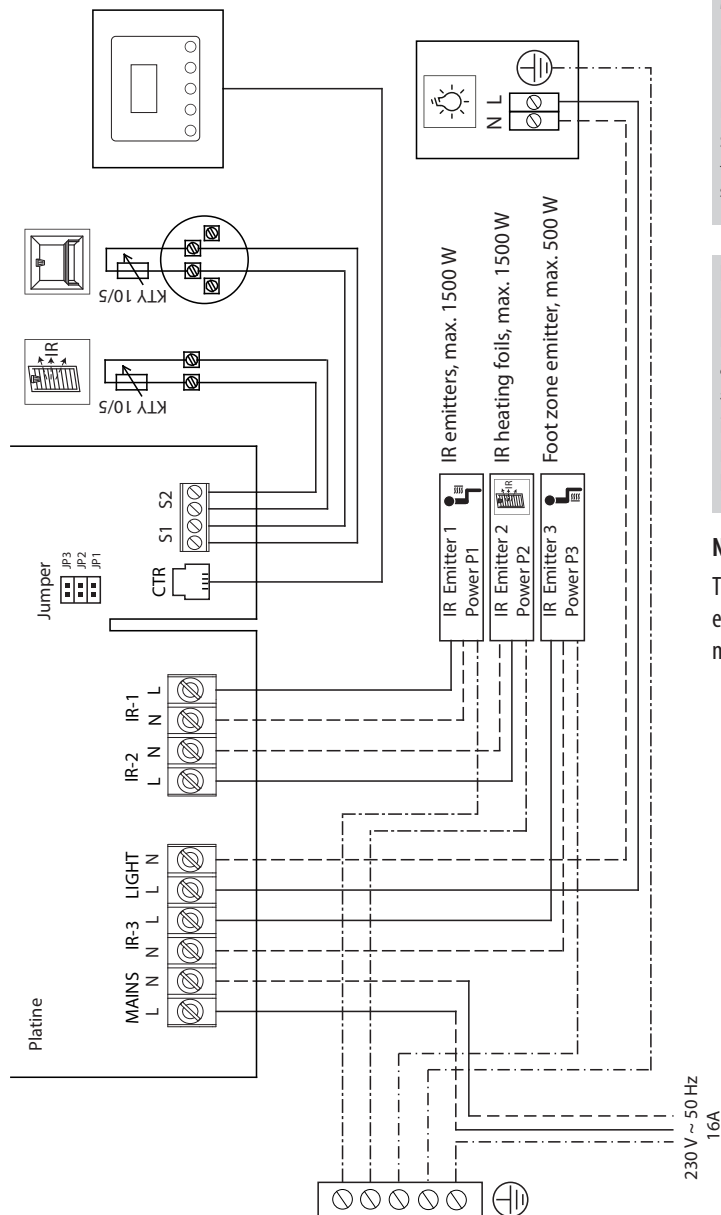 KTY 10/5
KTY 10/5
IR
Jumper
JP3
JP2
JP1
CTR
S1 S2
Platine
MAINS IR-3 LIGHT
L N N L L N
IR-2 IR-1
L N N L
IR Emitter 1
Power P1
IR emitters, max. 1500 W
IR Emitter 2
Power P2
IR
IR heating foils, max. 1500 W
IR Emitter 3
Power P3
Foot zone emitter, max. 500 W
N L
230 V ~ 50 Hz
16A
N
T
e
n